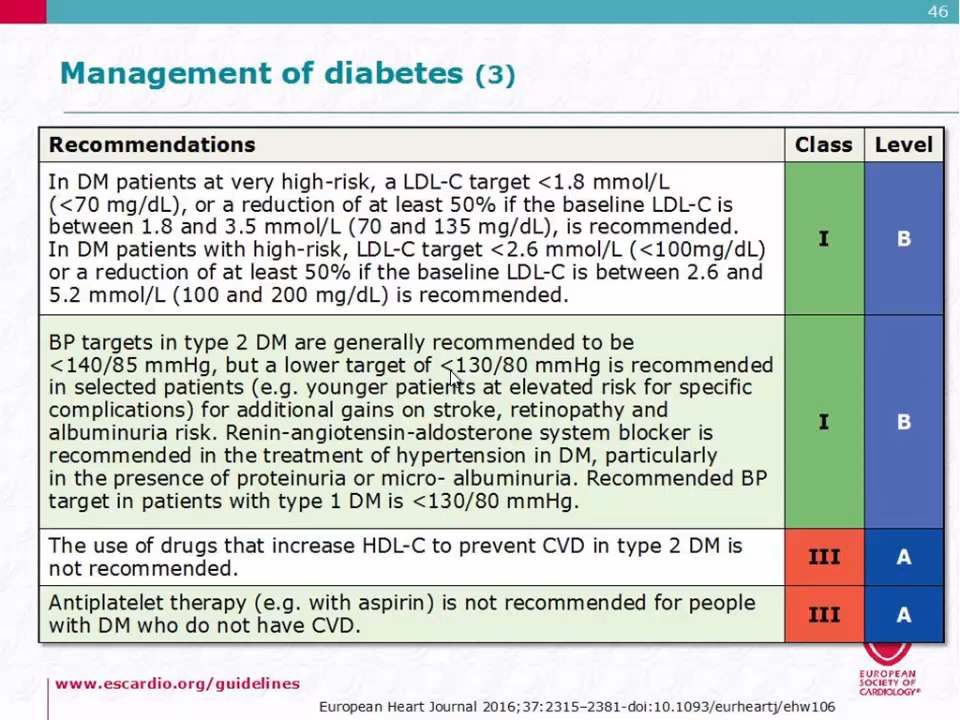 46
Management of diabetes (3)
Recommendations Class Level
In DM patients at very high-risk, a LDL-C target <1.8 mmol/L
(<70 mg/dL), or a reduction of at least 50% if the baseline LDL-C is
between 1.8 and 3.5 mmol/L (70 and 135 mg/dL), is recommended.
In DM patients with high-risk, LDL-C target <2.6 mmol/L (<100mg/dL)
or a reduction of at least 50% if the baseline LDL-C is between 2.6 and
5.2 mmol/L (100 and 200 mg/dL) is recommended.
I B
BP targets in type 2 DM are generally recommended to be
<140/85 mmHg, but a lower target of <130/80 mmHg is recommended
in selected patients (e.g. younger patients at elevated risk for specific
complications) for additional gains on stroke, retinopathy and
albuminuria risk. Renin-angiotensin-aldosterone system blocker is
recommended in the treatment of hypertension in DM, particularly
in the presence of proteinuria or micro- albuminuria. Recommended BP
target in patients with type 1 DM is <130/80 mmHg.
I B
The use of drugs that increase HDL-C to prevent CVD in type 2 DM is
not recommended.
III A
Antiplatelet therapy (e.g. with aspirin) is not recommended for people
with DM who do not have CVD.
III A
www.escardio.org/guidelines
EUROPEAN
SOCIETY OF
CARDIOLOGY®
European Heart Journal 2016;37:2315–2381-doi:10.1093/eurheartj/ehw106